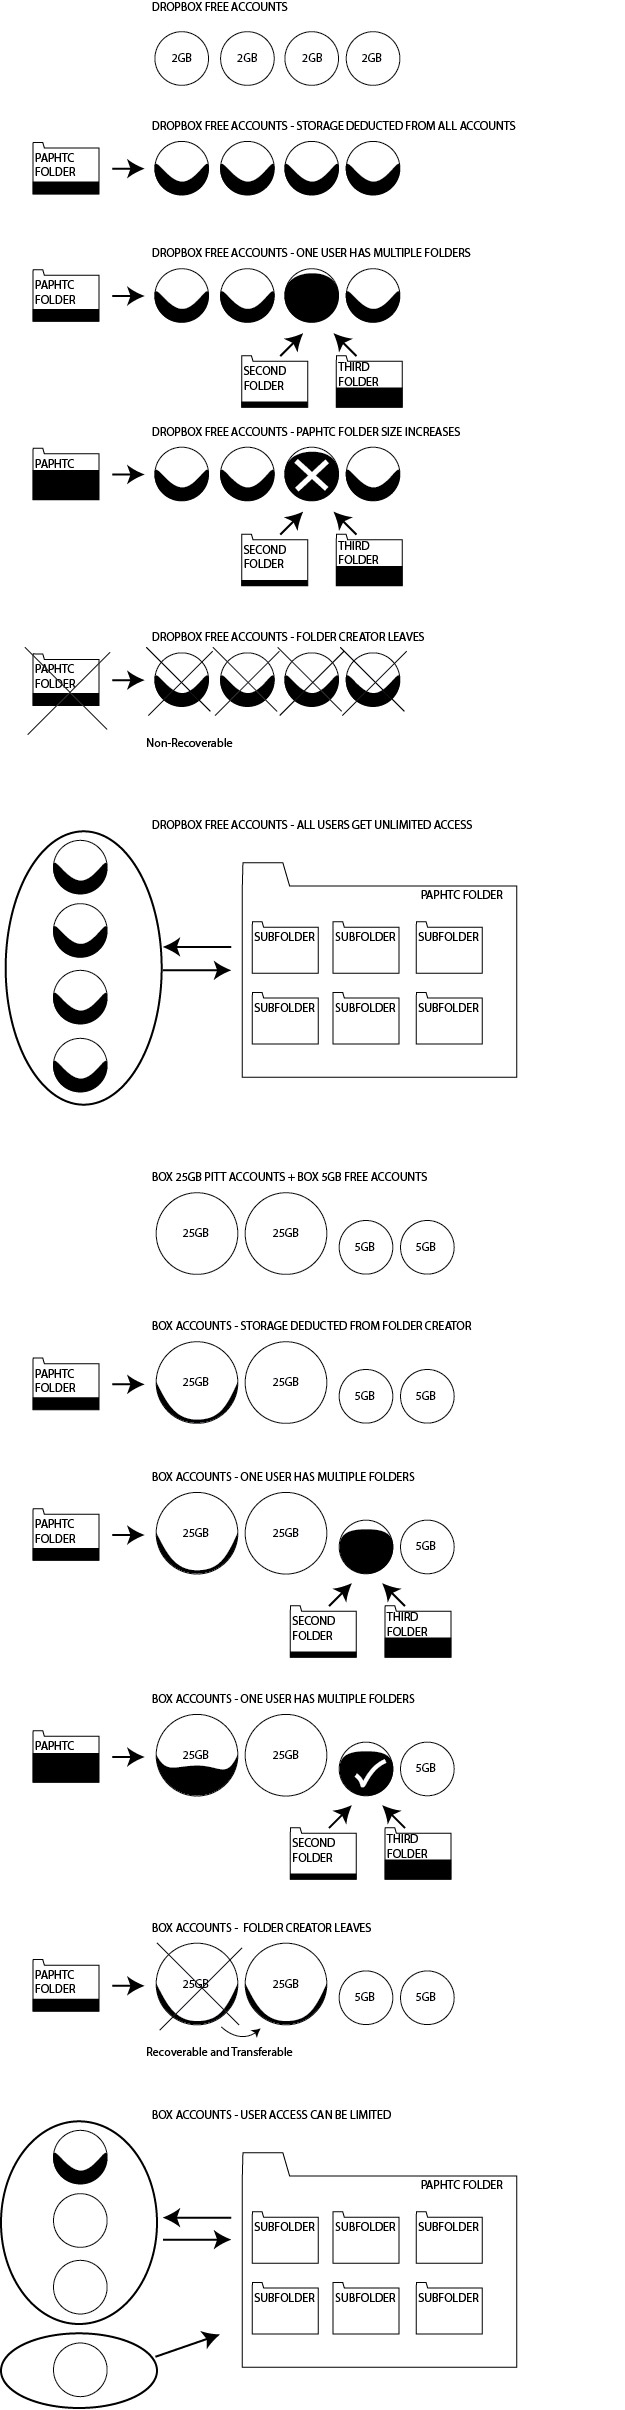 DROPBOX FREE ACCOUNTS
2GB 2GB 2GB 2GB
DROPBOX FREE ACCOUNTS - STORAGE DEDUCTED FROM ALL ACCOUNTS
PAPHTC
FOLDER
DROPBOX FREE ACCOUNTS - ONE USER HAS MULTIPLE FOLDERS
PAPHTC
FOLDER
SECOND
FOLDER
THIRD
FOLDER
DROPBOX FREE ACCOUNTS - PAPHTC FOLDER SIZE INCREASES
PAPHTC
SECOND
FOLDER
THIRD
FOLDER
DROPBOX FREE ACCOUNTS - FOLDER CREATOR LEAVES
PAPHTC
FOLDER
Non-Recoverable
DROPBOX FREE ACCOUNTS - ALL USERS GET UNLIMITED ACCESS
PAPHTC FOLDER
SUBFOLDER SUBFOLDER SUBFOLDER
SUBFOLDER SUBFOLDER SUBFOLDER
BOX 25GB PITT ACCOUNTS + BOX 5GB FREE ACCOUNTS
25GB 25GB 5GB 5GB
BOX ACCOUNTS - STORAGE DEDUCTED FROM FOLDER CREATOR
PAPHTC
FOLDER
25GB 25GB 5GB 5GB
BOX ACCOUNTS - ONE USER HAS MULTIPLE FOLDERS
PAPHTC
FOLDER
25GB 25GB 5GB
SECOND
FOLDER
THIRD
FOLDER
BOX ACCOUNTS - ONE USER HAS MULTIPLE FOLDERS
PAPHTC
25GB 25GB 5GB
SECOND
FOLDER
THIRD
FOLDER
BOX ACCOUNTS - FOLDER CREATOR LEAVES
PAPHTC
FOLDER
25GB 25GB 5GB 5GB
Recoverable and Transferable
BOX ACCOUNTS - USER ACCESS CAN BE LIMITED
PAPHTC FOLDER
SUBFOLDER SUBFOLDER SUBFOLDER
SUBFOLDER SUBFOLDER SUBFOLDER